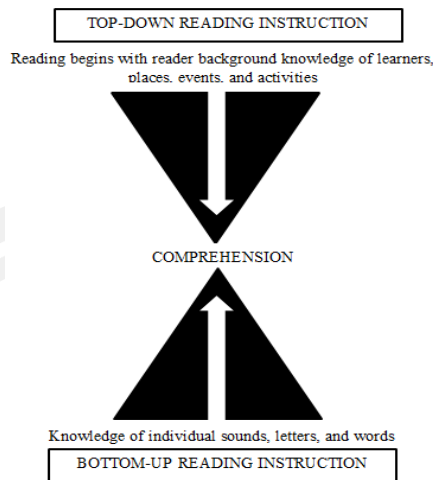 TOP-DOWN READING INSTRUCTION
Reading begins with reader background knowledge of learners,
places, events, and activities
COMPREHENSION
Knowledge of individual sounds, letters, and words
BOTTOM-UP READING INSTRUCTION